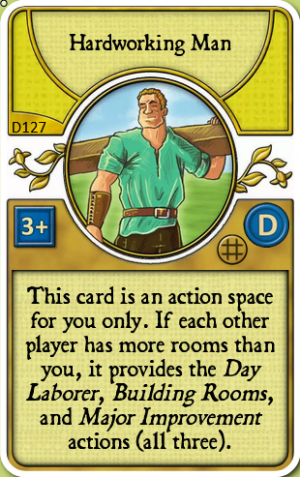 Hardworking Man
D127
3+
D
This card is an action space
for you only. If each other
player has more rooms than
you, it provides the Day
Laborer, Building Rooms,
and Major Improvement
actions (all three).